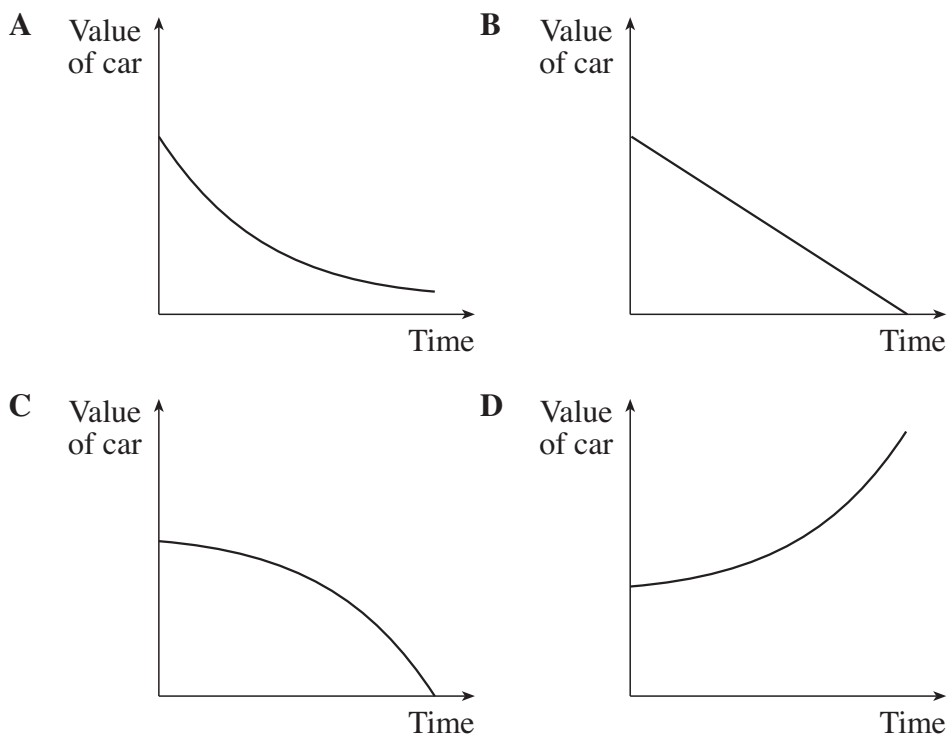 A
Value
of car
Time
B
Value
of car
Time
C
Value
of car
Time
D
Value
of car
Time